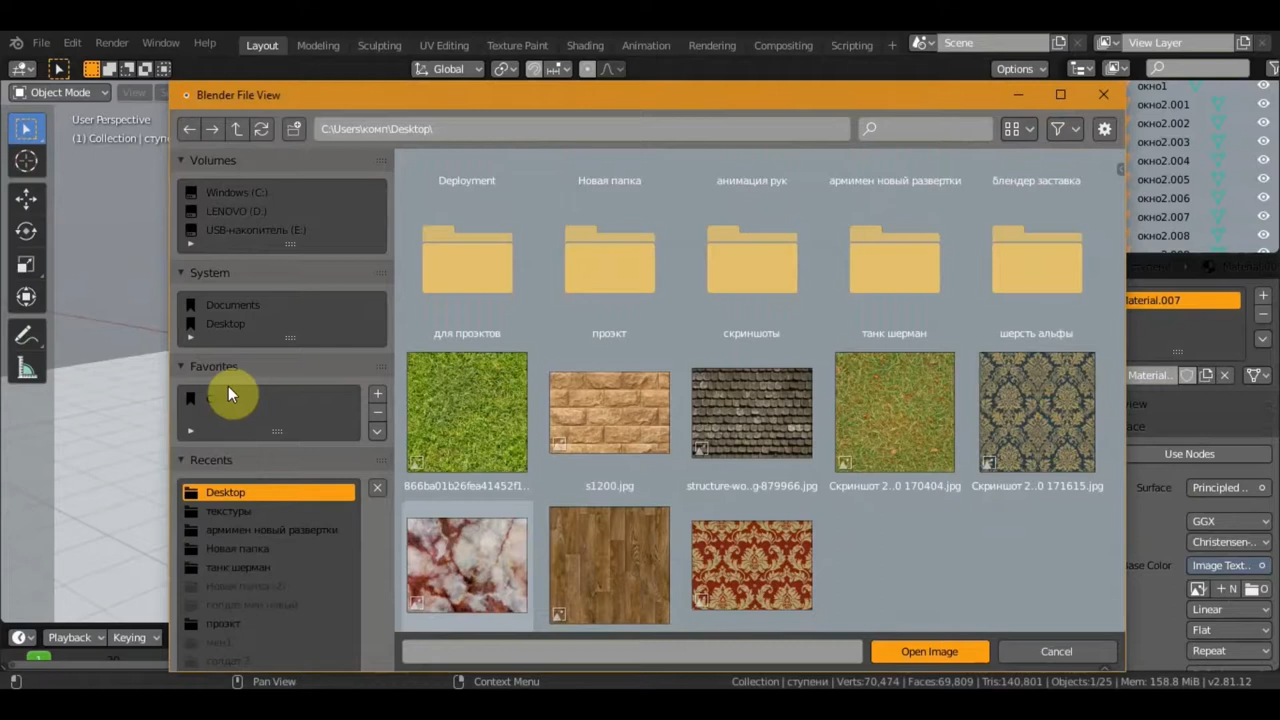 File Edit Render Window Help Layout Modeling Sculpting UV Editing Texture Paint Shading Animation Rendering Compositing Scripting + Scene View Layer
Global Options
Object Mode View
Blender File View
User Perspective
(1) Collection | ступен
C:\Users\комп\Desktop\
Volumes
Windows (C:)
LENOVO (D:)
USB-накопитель (E:)
System
Documents
Desktop
Favorites
Recents
Desktop
текстуры
армимен новый развертки
Новая папка
танк шерман
Новая папка (2)
проэкт
мен1
солдат 3
Deployment Новая папка анимация рук армимен новый развертки блендер заставка
для проэктов проэкт скриншоты танк шерман шерсть альфы
866ba01b26fea41452f1... s1200.jpg structure-wo...g-879966.jpg Скриншот 2...0 170404.jpg Скриншот 2...0 171615.jpg
Open Image Cancel
окно1
окно2.001
окно2.002
окно2.003
окно2.004
окно2.005
окно2.006
окно2.007
окно2.008
Material.007
Material...
Use Nodes
Surface Principled ...
GGX
Christensen-...
ase Color Image Text...
+ N O
Linear
Flat
Repeat
Playback Keying
1
Pan View Context Menu Collection | ступени | Verts:70,474 | Faces:69,809 | Tris:140,801 | Objects:1/25 | Mem: 158.8 MiB | v2.81.12